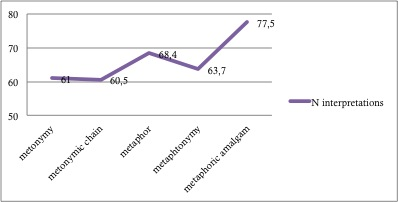 80
70
60
50
61
60,5
68,4
63,7
77,5
metonymy
metonymic chain
metaphor
metaphtonymy
metaphoric amalgam
N interpretations